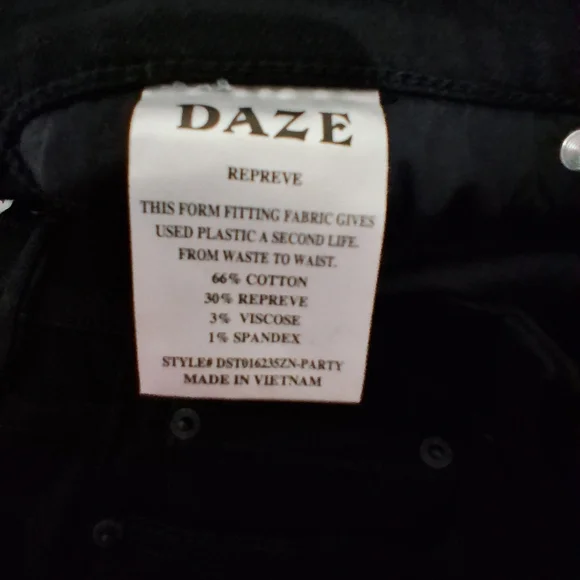 DAZE
REPREVE
THIS FORM FITTING FABRIC GIVES
USED PLASTIC A SECOND LIFE.
FROM WASTE TO WAIST.
66% COTTON
30% REPREVE
3% VISCOSE
1% SPANDEX
STYLE# DST016235ZN-PARTY
MADE IN VIETNAM